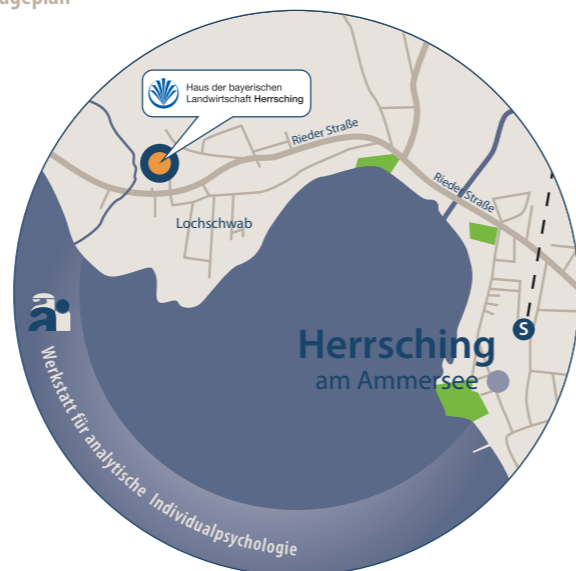 Haus der bayerischen
Landwirtschaft Herrsching
Rieder Straße
Rieder Straße
Lochschwab
S
Herrsching
am Ammersee
Werkstatt für analytische Individualpsychologie